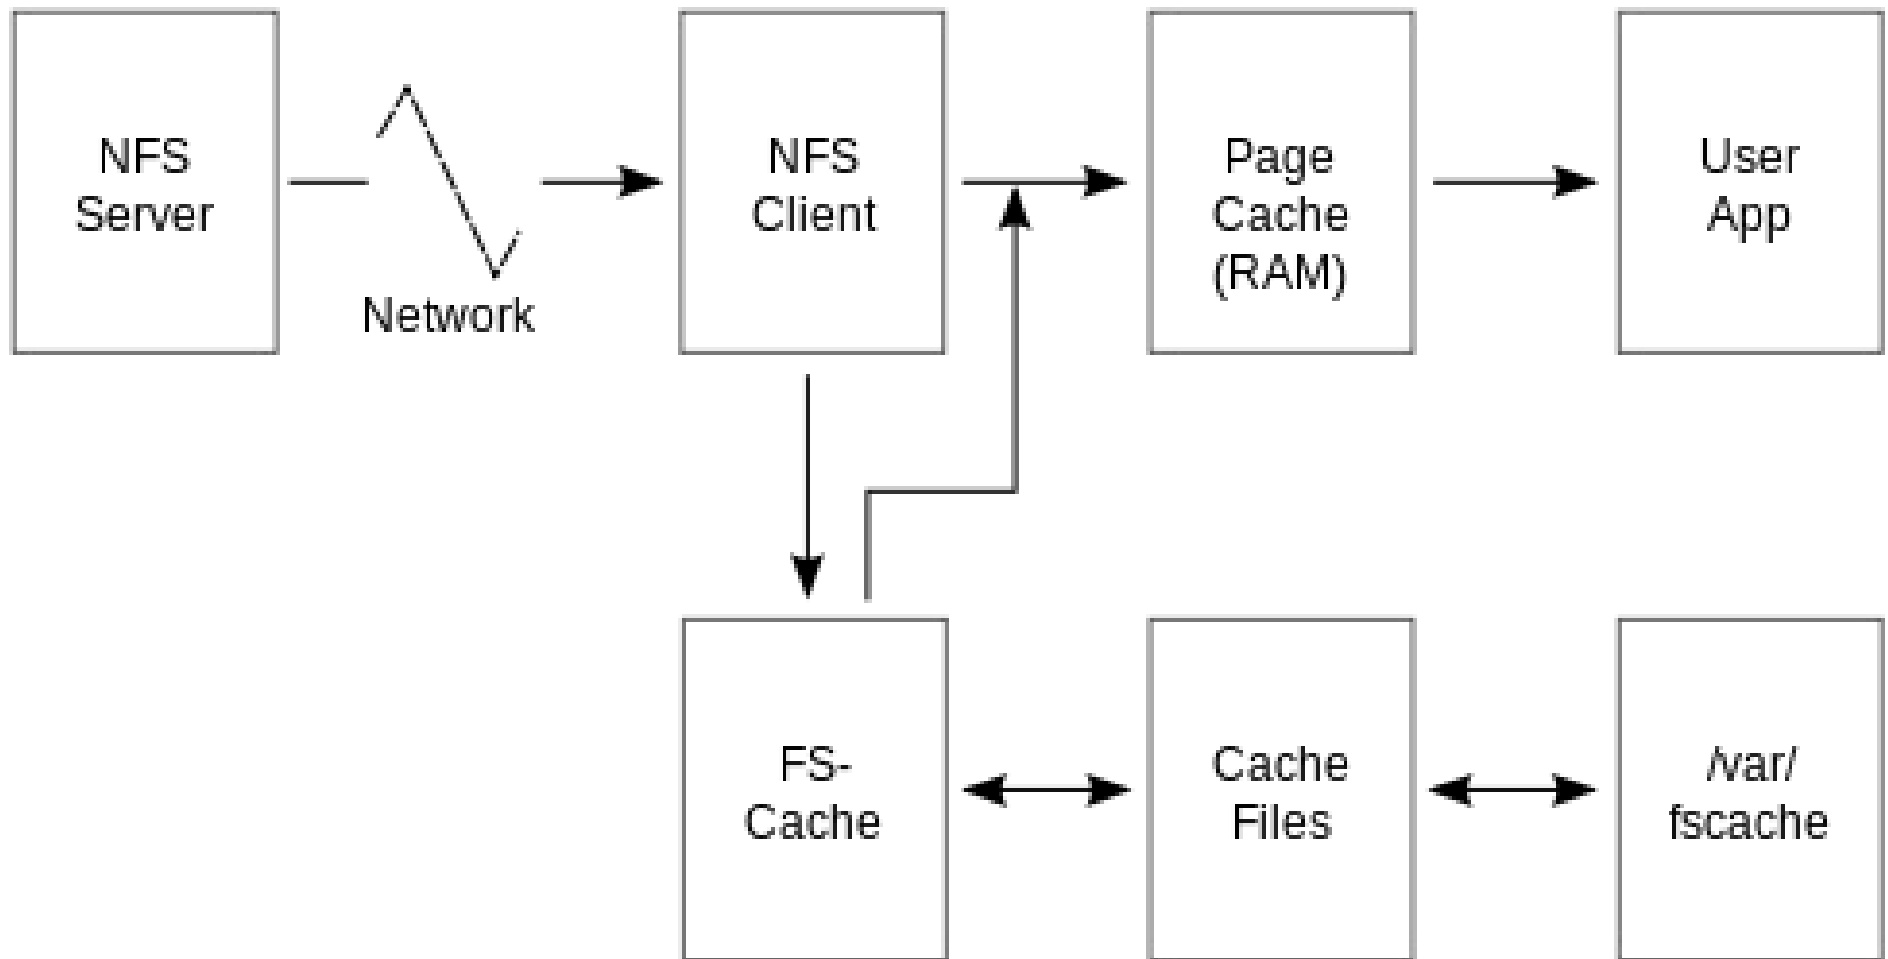 NFS
Server
Network
NFS
Client
Page
Cache
(RAM)
User
App
FS-
Cache
Cache
Files
/var/
fscache